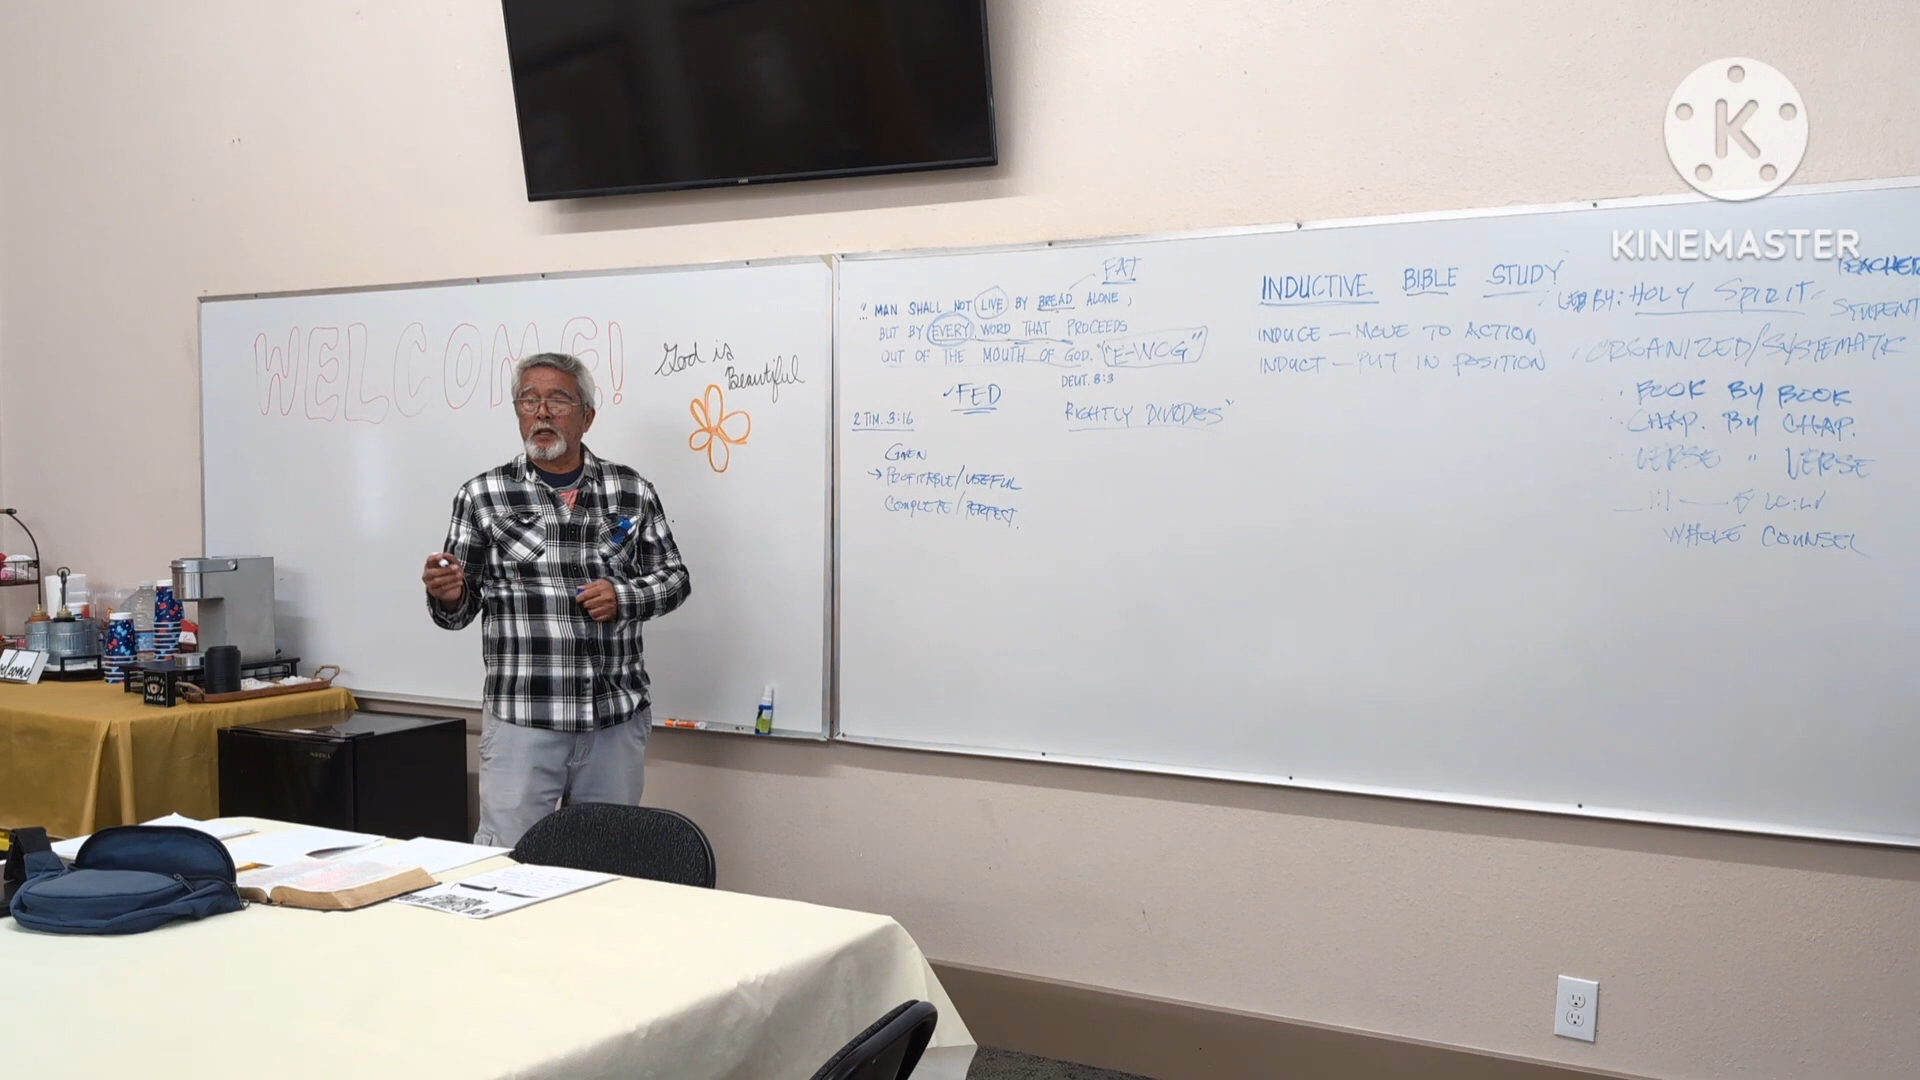 WELCOME!
God is
Beautiful
EAT
"... MAN SHALL NOT LIVE BY BREAD ALONE,
BUT BY EVERY WORD THAT PROCEEDS
OUT OF THE MOUTH OF GOD." "E-WOG"
DEUT. 8:3
FED
RIGHTLY DIVIDES"
2 TIM. 3:16
GIVEN
→ PROFITABLE/USEFUL
COMPLETE/PERFECT.
INDUCTIVE BIBLE STUDY
INDUCE — MOVE TO ACTION
INDUCT — PUT IN POSITION
LED BY: HOLY SPIRIT
TEACHER
STUDENT
ORGANIZED/SYSTEMATIC
· BOOK BY BOOK
· CHAP. BY CHAP.
· VERSE " VERSE
WHOLE COUNSEL
KINEMASTER
welcome